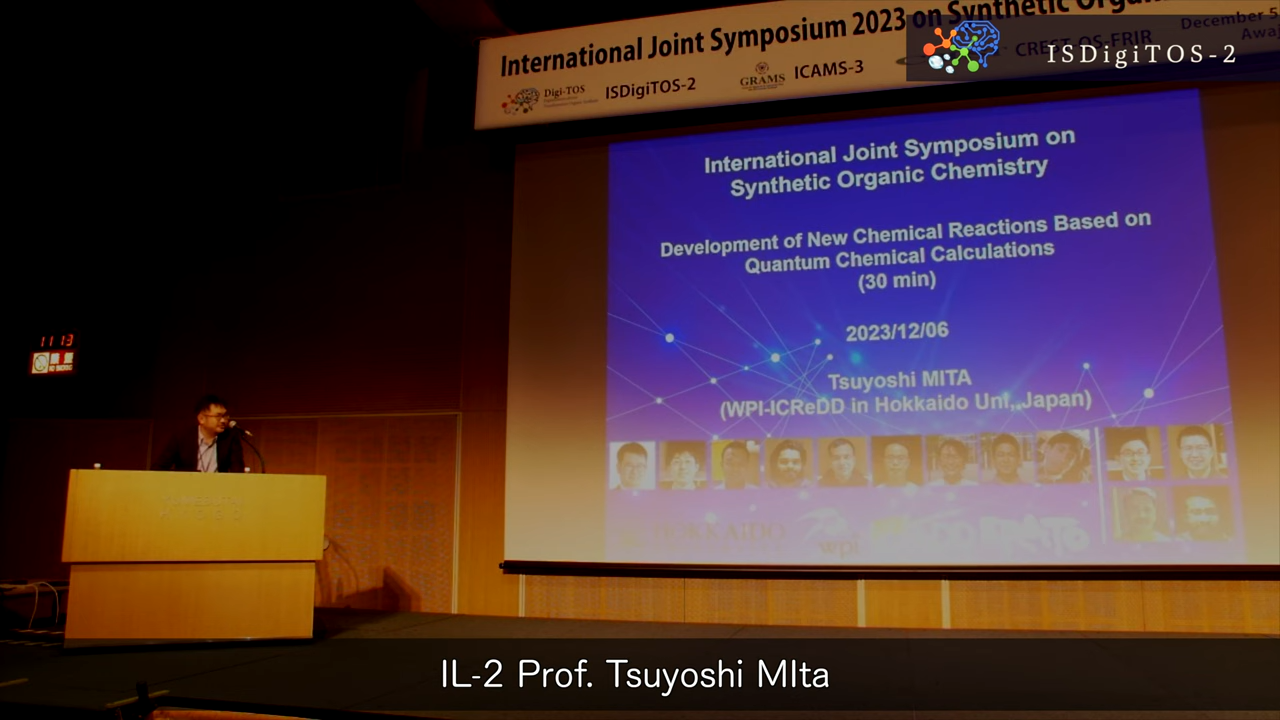 International Joint Symposium 2023 on Synthetic Organ
December 5
Awaj
CREST OS-FRIR
ISDigiTOS-2
Digi-TOS
ISDigiTOS-2
GRAMS
ICAMS-3
International Joint Symposium on
Synthetic Organic Chemistry
Development of New Chemical Reactions Based on
Quantum Chemical Calculations
(30 min)
2023/12/06
Tsuyoshi MITA
(WPI-ICReDD in Hokkaido Uni, Japan)
HOKKAIDO
wpi
11 13
IL-2 Prof. Tsuyoshi MIta